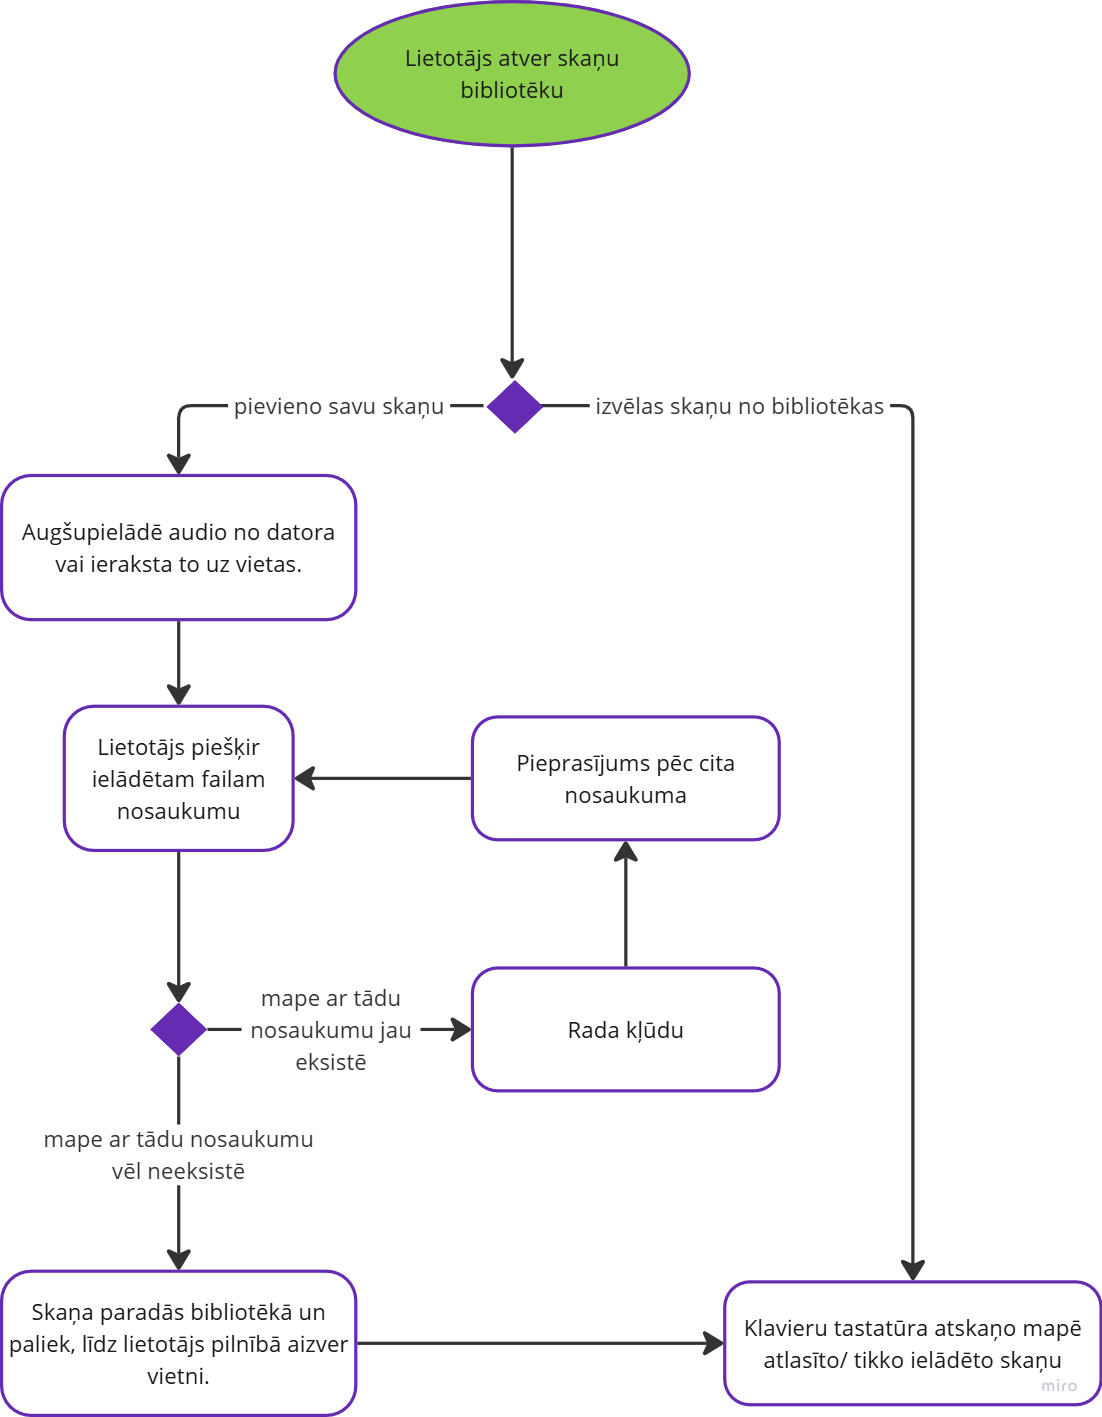 Lietotājs atver skaņu
bibliotēku
pievieno savu skaņu
izvēlas skaņu no bibliotēkas
Augšupielādē audio no datora
vai ieraksta to uz vietas.
Lietotājs piešķir
ielādētam failam
nosaukumu
Pieprasījums pēc cita
nosaukuma
mape ar tādu
nosaukumu jau
eksistē
Rada kļūdu
mape ar tādu nosaukumu
vēl neeksistē
Skaņa paradās bibliotēkā un
paliek, līdz lietotājs pilnībā aizver
vietni.
Klavieru tastatūra atskaņo mapē
atlasīto/ tikko ielādēto skaņu
miro